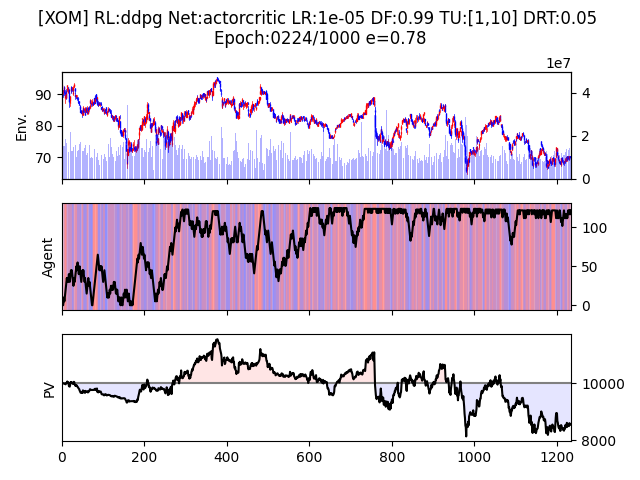 [XOM] RL:ddpg Net:actorcritic LR:1e-05 DF:0.99 TU:[1,10] DRT:0.05
Epoch:0224/1000 e=0.78
1e7
Env.
90
80
70
4
2
0
Agent
100
50
0
PV
10000
8000
0 200 400 600 800 1000 1200